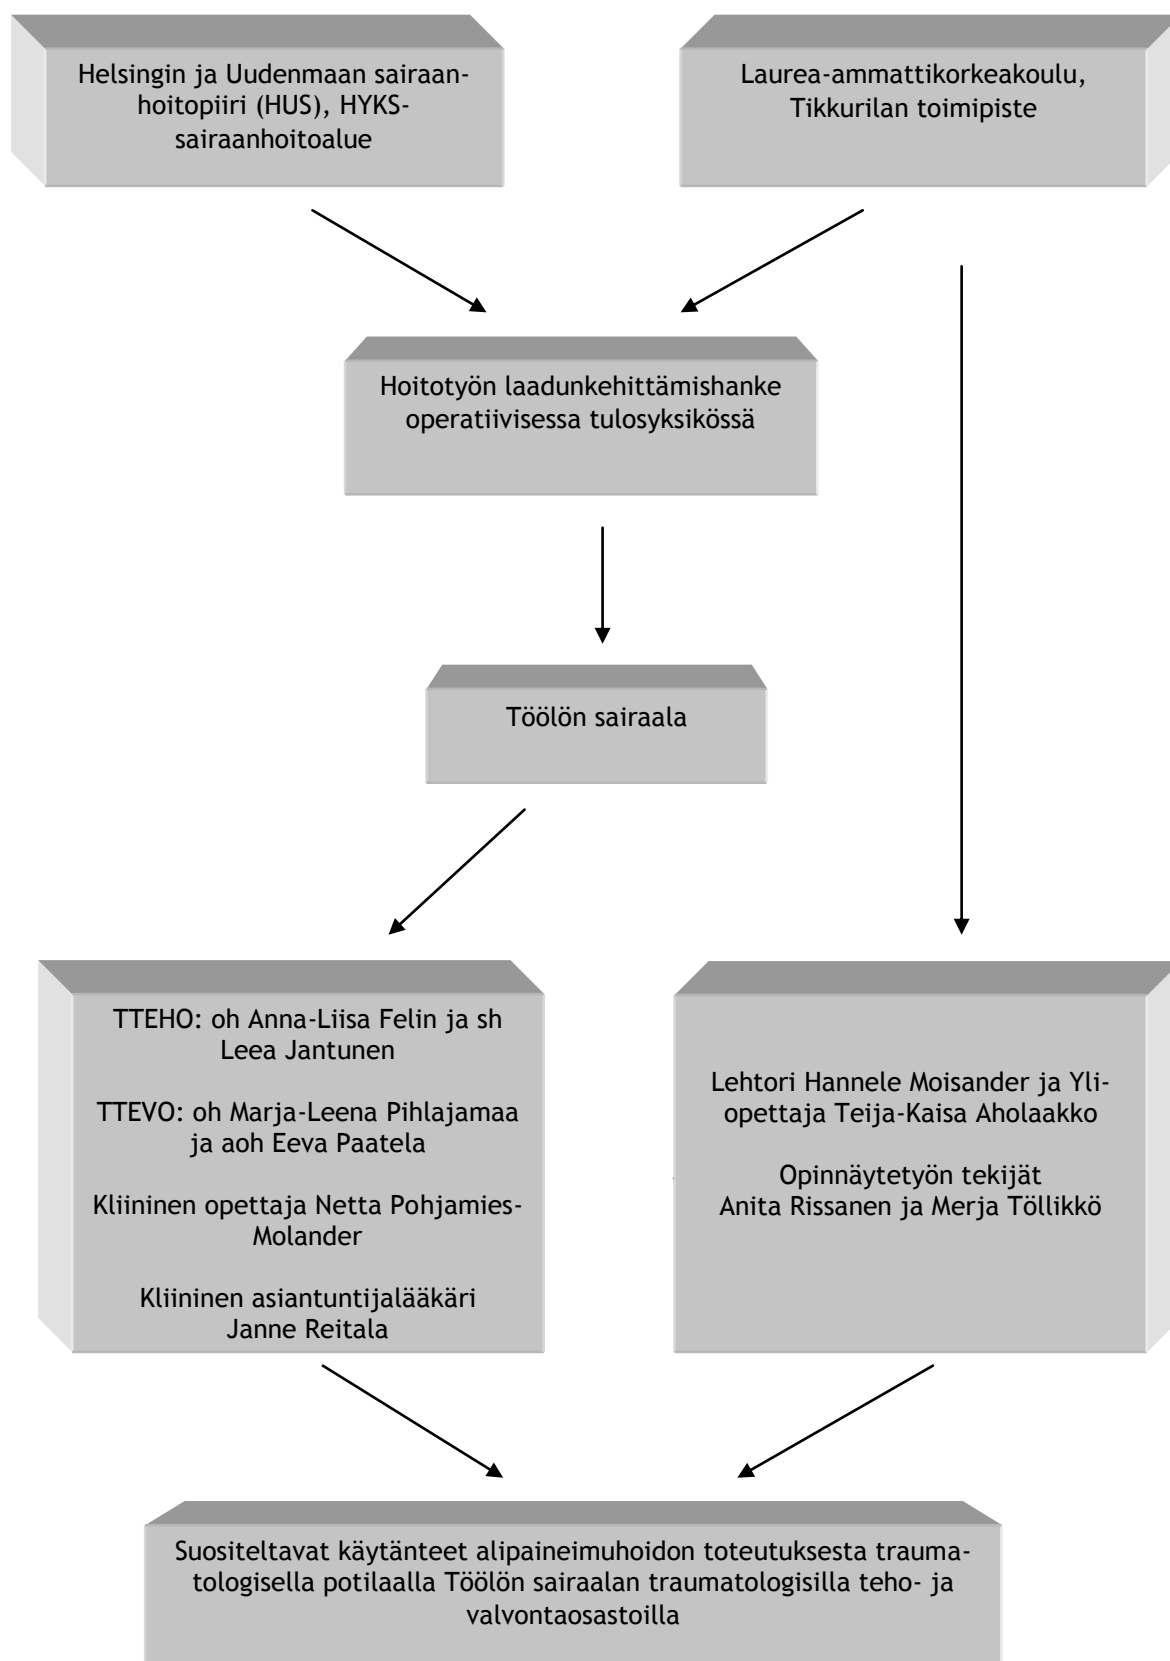 Helsingin ja Uudenmaan sairaan-
hoitopiiri (HUS), HYKS-
sairaanhoitoalue
Laurea-ammattikorkeakoulu,
Tikkurilan toimipiste
Hoitotyön laadunkehittämishanke
operatiivisessa tulosyksikössä
Töölön sairaala
TTEHO: oh Anna-Liisa Felin ja sh
Leea Jantunen
TTEVO: oh Marja-Leena Pihlajamaa
ja aoh Eeva Paatela
Kliininen opettaja Netta Pohjamies-
Molander
Kliininen asiantuntijalääkäri
Janne Reitala
Lehtori Hannele Moisander ja Yli-
opettaja Teija-Kaisa Aholaakko
Opinnäytetyön tekijät
Anita Rissanen ja Merja Töllikkö
Suositeltavat käytänteet alipaineimuhoidon toteutuksesta trauma-
tologisella potilaalla Töölön sairaalan traumatologisilla teho- ja
valvontaosastoilla